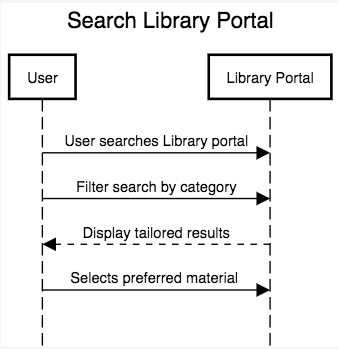 Search Library Portal
User
Library Portal
User searches Library portal
Filter search by category
Display tailored results
Selects preferred material